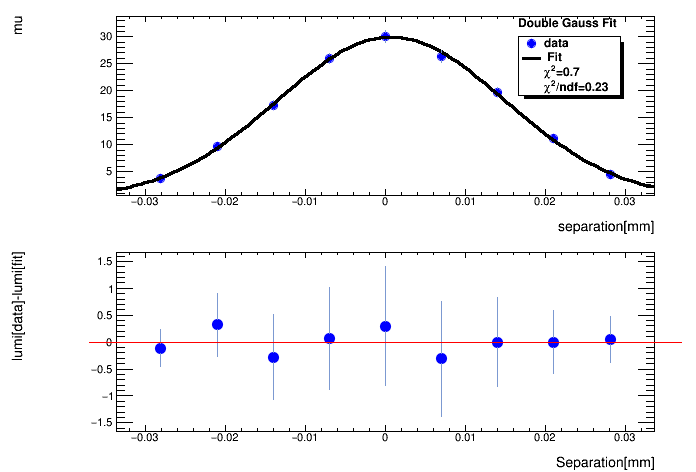 Double Gauss Fit
mu
data
Fit
χ²=0.7
χ²/ndf=0.23
30
25
20
15
10
5
−0.03 −0.02 −0.01 0 0.01 0.02 0.03
separation[mm]
lumi[data]-lumi[fit]
1.5
1
0.5
0
−0.5
−1
−1.5
−0.03 −0.02 −0.01 0 0.01 0.02 0.03
Separation[mm]